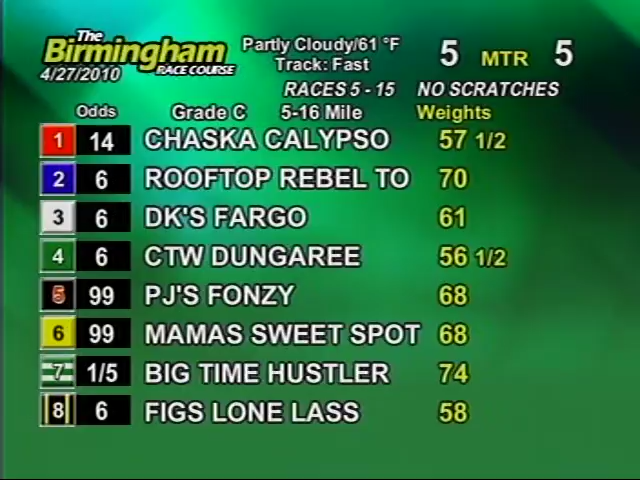 The
Birmingham
RACE COURSE
4/27/2010
Partly Cloudy/61 °F
Track: Fast
5 MTR 5
RACES 5 - 15 NO SCRATCHES
Odds Grade C 5-16 Mile Weights
1 14 CHASKA CALYPSO 57 1/2
2 6 ROOFTOP REBEL TO 70
3 6 DK'S FARGO 61
4 6 CTW DUNGAREE 56 1/2
5 99 PJ'S FONZY 68
6 99 MAMAS SWEET SPOT 68
7 1/5 BIG TIME HUSTLER 74
8 6 FIGS LONE LASS 58